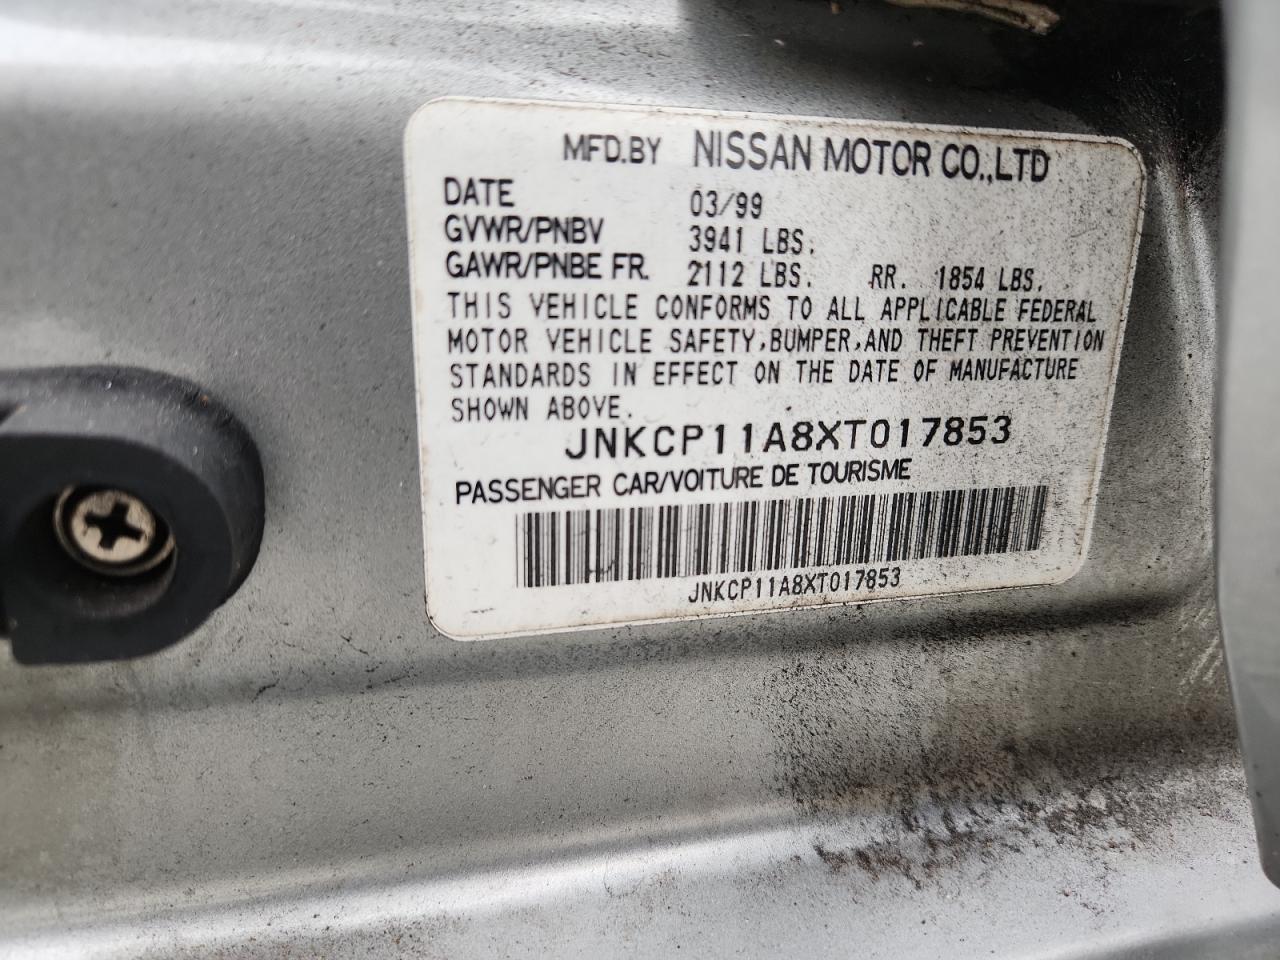 MFD.BY NISSAN MOTOR CO.,LTD
DATE 03/99
GVWR/PNBV 3941 LBS.
GAWR/PNBE FR. 2112 LBS. RR. 1854 LBS.
THIS VEHICLE CONFORMS TO ALL APPLICABLE FEDERAL
MOTOR VEHICLE SAFETY,BUMPER,AND THEFT PREVENTION
STANDARDS IN EFFECT ON THE DATE OF MANUFACTURE
SHOWN ABOVE.
JNKCP11A8XT017853
PASSENGER CAR/VOITURE DE TOURISME
JNKCP11A8XT017853